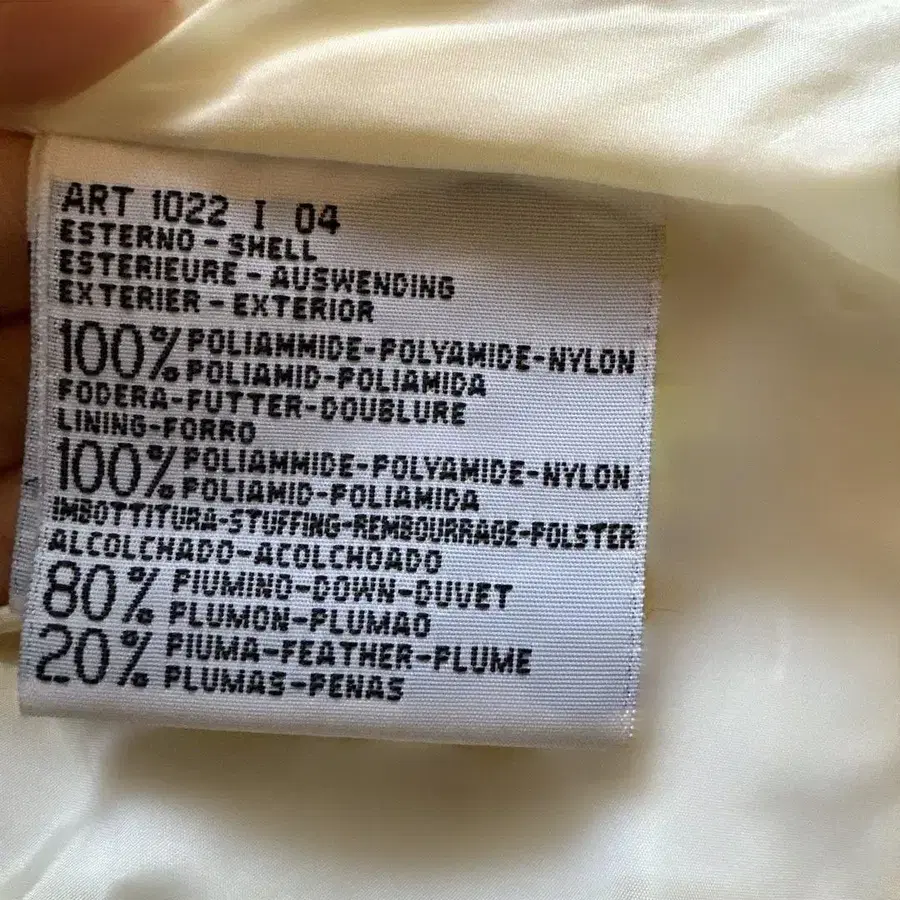 ART 1022 I 04
ESTERNO - SHELL
ESTERIEURE - AUSWENDING
EXTERIER - EXTERIOR
100% POLIAMMIDE-POLYAMIDE-NYLON
POLIAMID-POLIAMIDA
FODERA-FUTTER-DOUBLURE
LINING-FORRO
100% POLIAMMIDE-POLYAMIDE-NYLON
POLIAMID-POLIAMIDA
IMBOTTITURA-STUFFING-REMBOURRAGE-POLSTER
ALCOLCHADO-ACOLCHOADO
80% PIUMINO-DOWN-DUVET
PLUMON-PLUMAO
20% PIUMA-FEATHER-PLUME
PLUMAS-PENAS